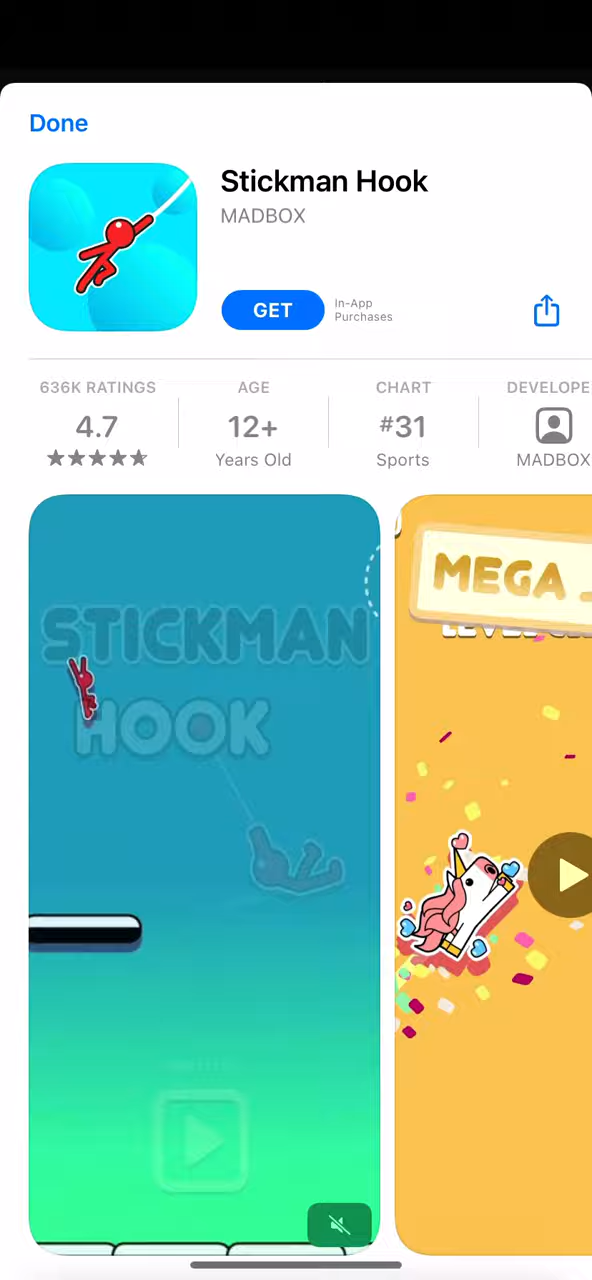 Done
Stickman Hook
MADBOX
GET
In-App
Purchases
636K RATINGS
4.7
AGE
12+
Years Old
CHART
#31
Sports
DEVELOPE
MADBOX
STICKMAN
HOOK
MEGA